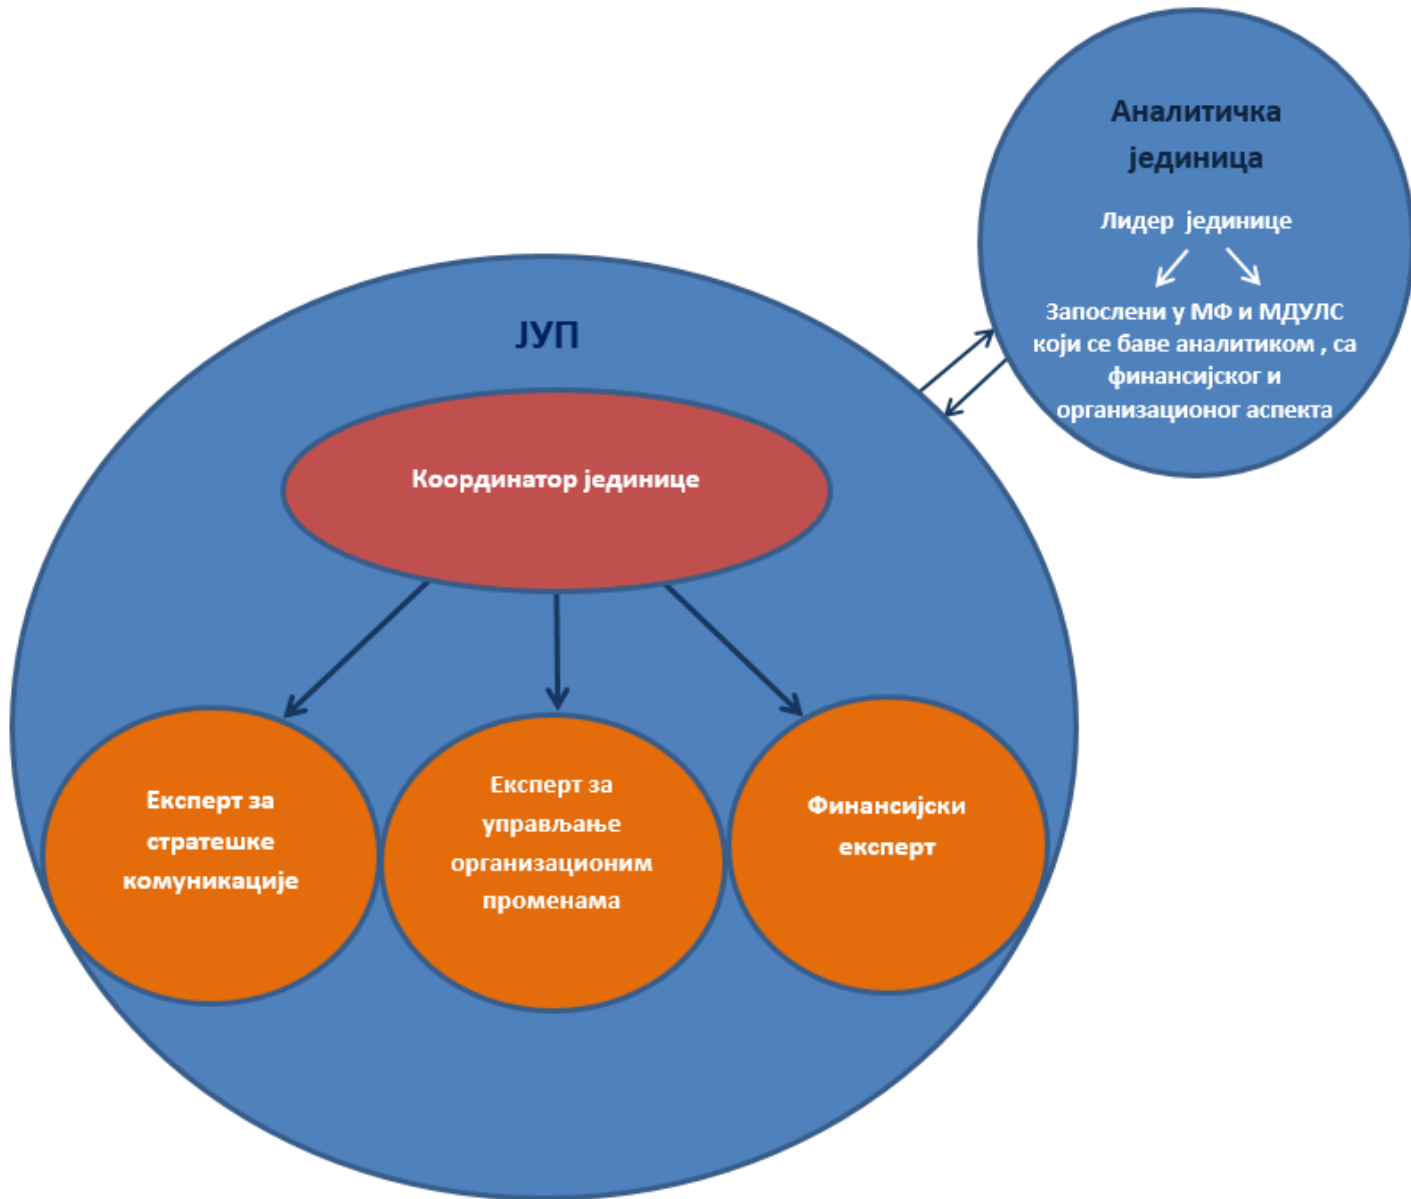 Аналитичка
јединица
Лидер јединице
Запослени у МФ и МДУЛС
који се баве аналитиком , са
финансијског и
организационог аспекта
ЈУП
Координатор јединице
Експерт за
стратешке
комуникације
Експерт за
управљање
организационим
променама
Финансијски
експерт